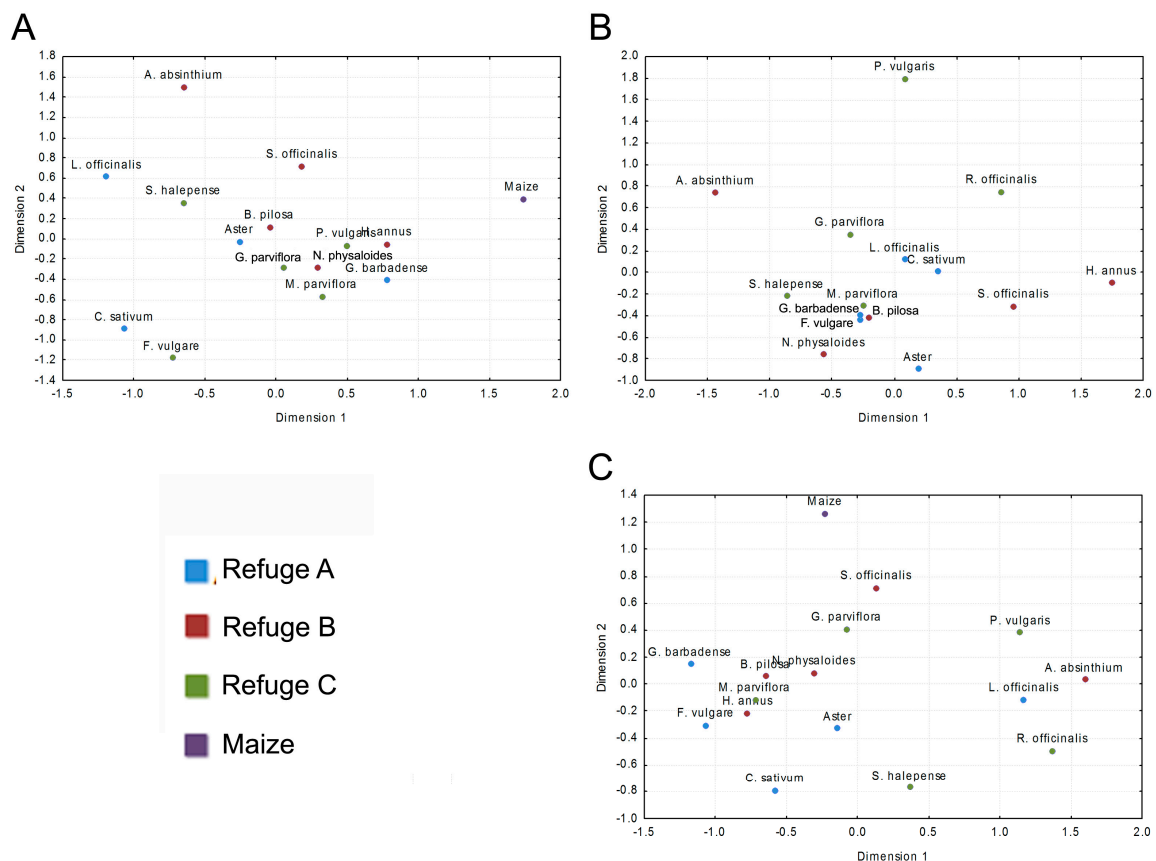 A
1.8
1.6
1.4
1.2
1.0
0.8
0.6
0.4
0.2
0.0
-0.2
-0.4
-0.6
-0.8
-1.0
-1.2
-1.4
Dimension 2
A. absinthium
L. officinalis
S. officinalis
S. halepense
Maize
B. pilosa
Aster
P. vulgaris
H. annus
G. parviflora
N. physaloides
G. barbadense
M. parviflora
C. sativum
F. vulgare
-1.5 -1.0 -0.5 0.0 0.5 1.0 1.5 2.0
Dimension 1
B
2.0
1.8
1.6
1.4
1.2
1.0
0.8
0.6
0.4
0.2
0.0
-0.2
-0.4
-0.6
-0.8
-1.0
Dimension 2
P. vulgaris
A. absinthium
R. officinalis
G. parviflora
L. officinalis
C. sativum
H. annus
S. halepense
M. parviflora
S. officinalis
G. barbadense
B. pilosa
F. vulgare
N. physaloides
Aster
-2.0 -1.5 -1.0 -0.5 0.0 0.5 1.0 1.5 2.0
Dimension 1
Refuge A
Refuge B
Refuge C
Maize
C
1.4
1.2
1.0
0.8
0.6
0.4
0.2
0.0
-0.2
-0.4
-0.6
-0.8
-1.0
Dimension 2
Maize
S. officinalis
G. parviflora
P. vulgaris
G. barbadense
B. pilosa
N. physaloides
A. absinthium
M. parviflora
L. officinalis
H. annus
F. vulgare
Aster
R. officinalis
C. sativum
S. halepense
-1.5 -1.0 -0.5 0.0 0.5 1.0 1.5 2.0
Dimension 1